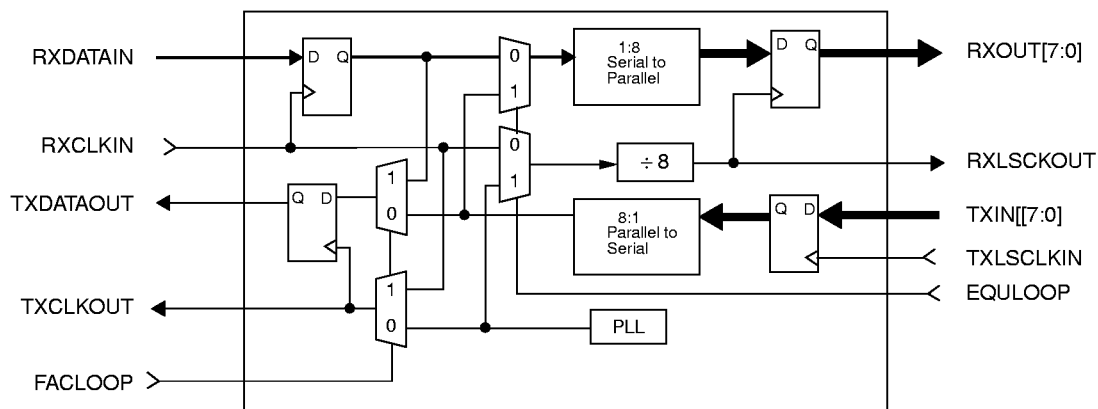 RXDATAIN
D Q
0
1
1:8
Serial to
Parallel
D Q
RXOUT[7:0]
RXCLKIN
0
1
÷ 8
RXLSCKOUT
TXDATAOUT
Q D
1
0
8:1
Parallel to
Serial
Q D
TXIN[[7:0]
TXLSCLKIN
TXCLKOUT
1
0
PLL
EQULOOP
FACLOOP